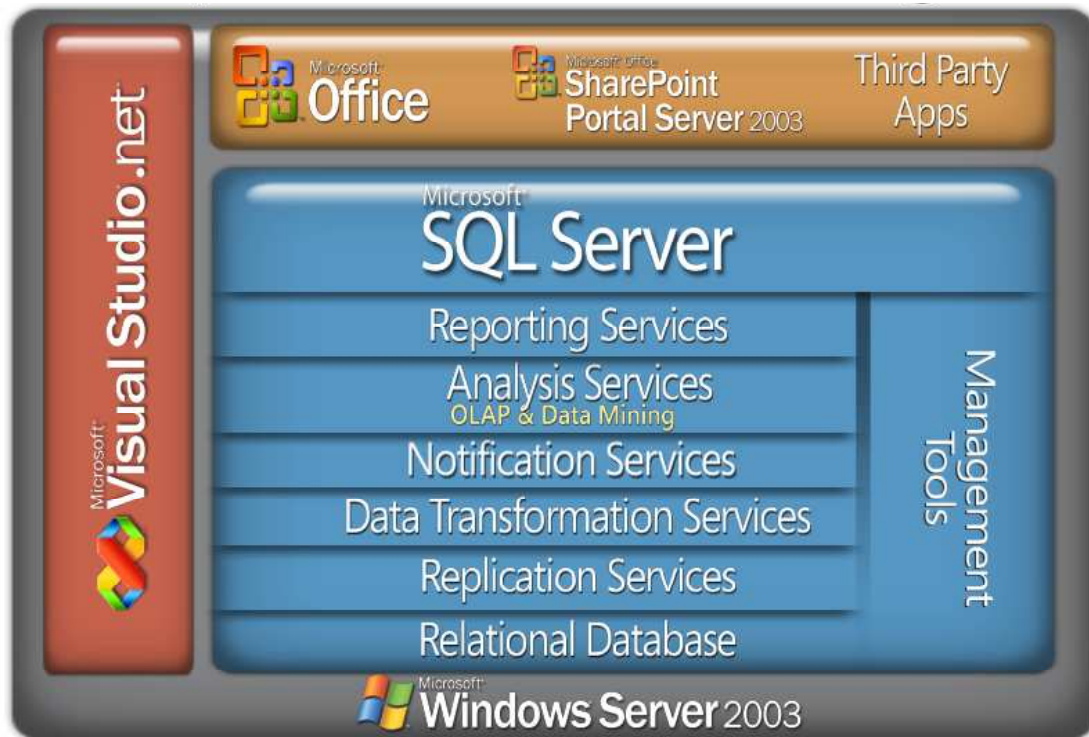 Microsoft
Visual Studio.net
Microsoft
Office
Microsoft Office
SharePoint
Portal Server 2003
Third Party
Apps
Microsoft
SQL Server
Reporting Services
Analysis Services
OLAP & Data Mining
Notification Services
Data Transformation Services
Replication Services
Relational Database
Management
Tools
Microsoft
Windows Server 2003